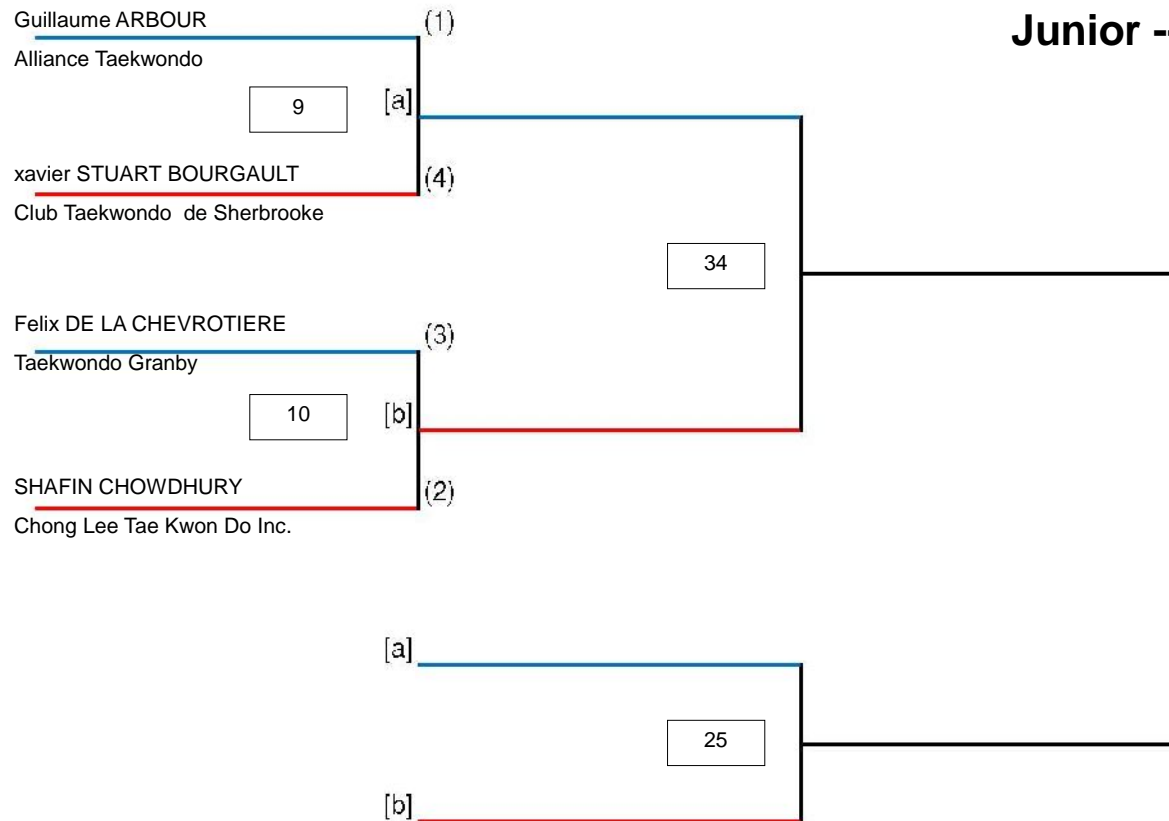 Guillaume ARBOUR
(1)
Junior -
Alliance Taekwondo
9
[a]
xavier STUART BOURGAULT
(4)
Club Taekwondo  de Sherbrooke
34
Felix DE LA CHEVROTIERE
(3)
Taekwondo Granby
10
[b]
SHAFIN CHOWDHURY
(2)
Chong Lee Tae Kwon Do Inc.
[a]
25
[b]